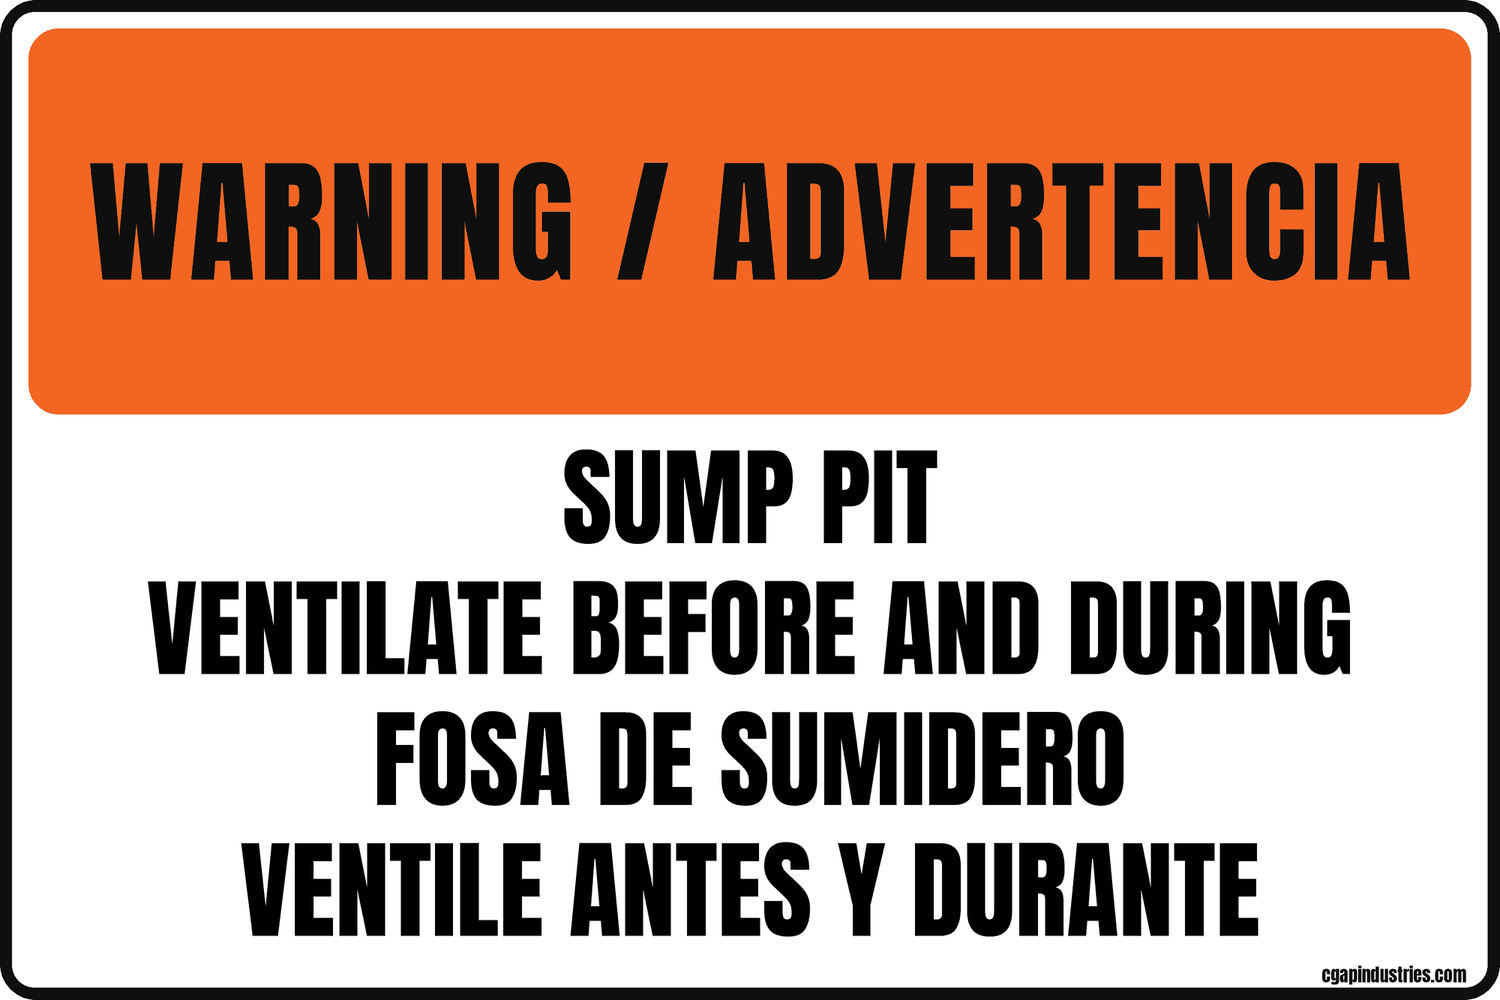 WARNING / ADVERTENCIA
SUMP PIT
VENTILATE BEFORE AND DURING
FOSA DE SUMIDERO
VENTILE ANTES Y DURANTE
cgapindustries.com